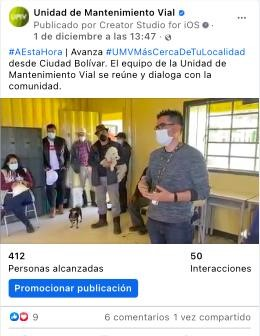 Unidad de Mantenimiento Vial
Publicado por Creator Studio for iOS
1 de diciembre a las 13:47 ·
#AEstaHora | Avanza #UMVMásCercaDeTuLocalidad
desde Ciudad Bolívar. El equipo de la Unidad de
Mantenimiento Vial se reúne y dialoga con la
comunidad.
412
Personas alcanzadas
50
Interacciones
Promocionar publicación
9
6 comentarios 1 vez compartido